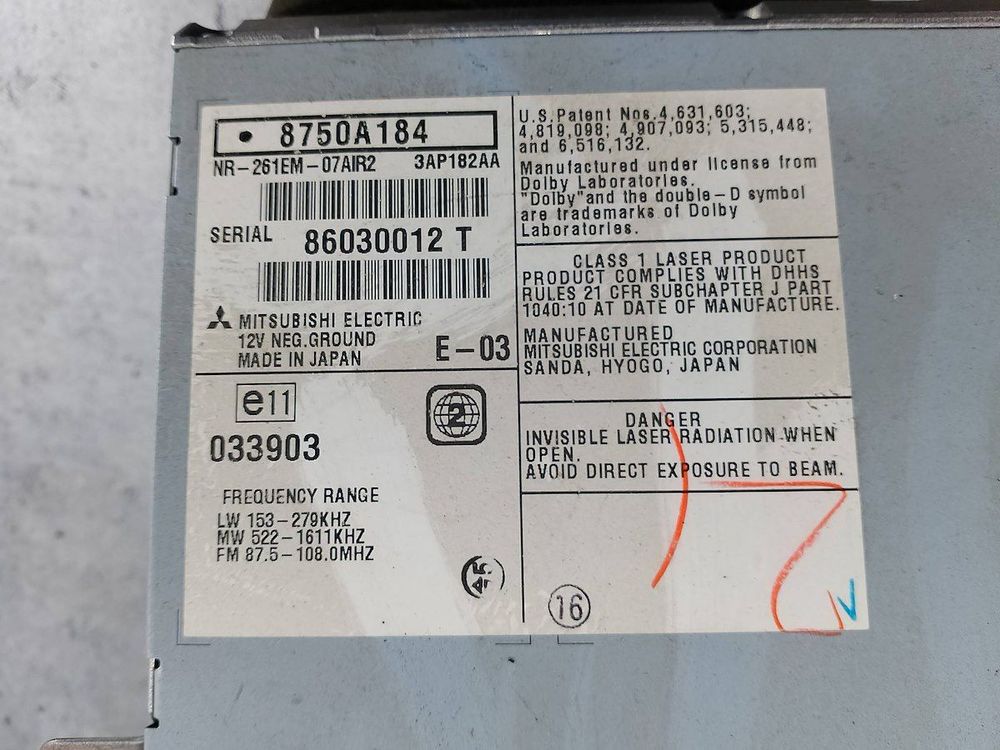 8750A184
NR-261EM-07AIR2 3AP182AA
SERIAL 86030012 T
MITSUBISHI ELECTRIC
12V NEG.GROUND
MADE IN JAPAN E-03
e11
2
033903
FREQUENCY RANGE
LW 153-279KHZ
MW 522-1611KHZ
FM 87.5-108.0MHZ
U.S.Patent Nos.4,631,603;
4,819,098; 4,907,093; 5,315,448;
and 6,516,132.
Manufactured under license from
Dolby Laboratories.
"Dolby"and the double-D symbol
are trademarks of Dolby
Laboratories.
CLASS 1 LASER PRODUCT
PRODUCT COMPLIES WITH DHHS
RULES 21 CFR SUBCHAPTER J PART
1040:10 AT DATE OF MANUFACTURE.
MANUFACTURED
MITSUBISHI ELECTRIC CORPORATION
SANDA, HYOGO, JAPAN
DANGER
INVISIBLE LASER RADIATION WHEN
OPEN.
AVOID DIRECT EXPOSURE TO BEAM.
16